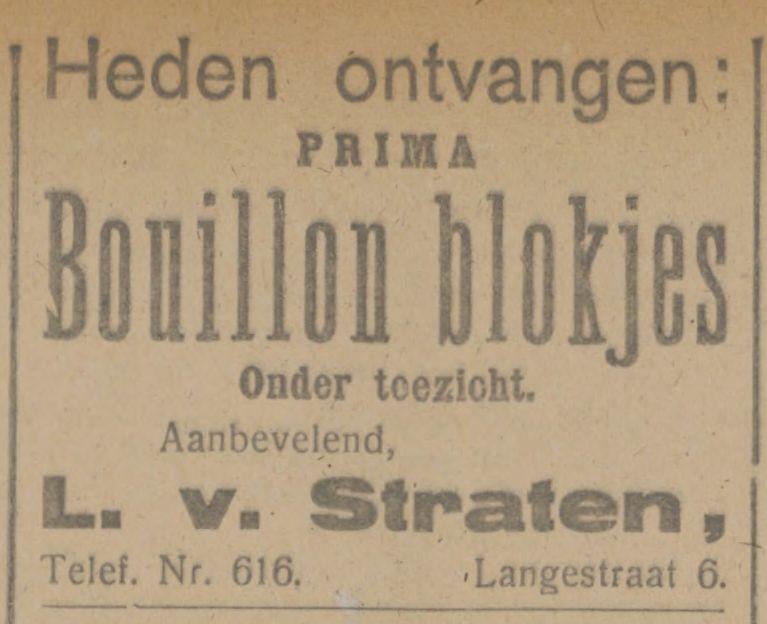 Heden ontvangen:
PRIMA
Bouillon blokjes
Onder toezicht.
Aanbevelend,
L. v. Straten,
Telef. Nr. 616. Langestraat 6.